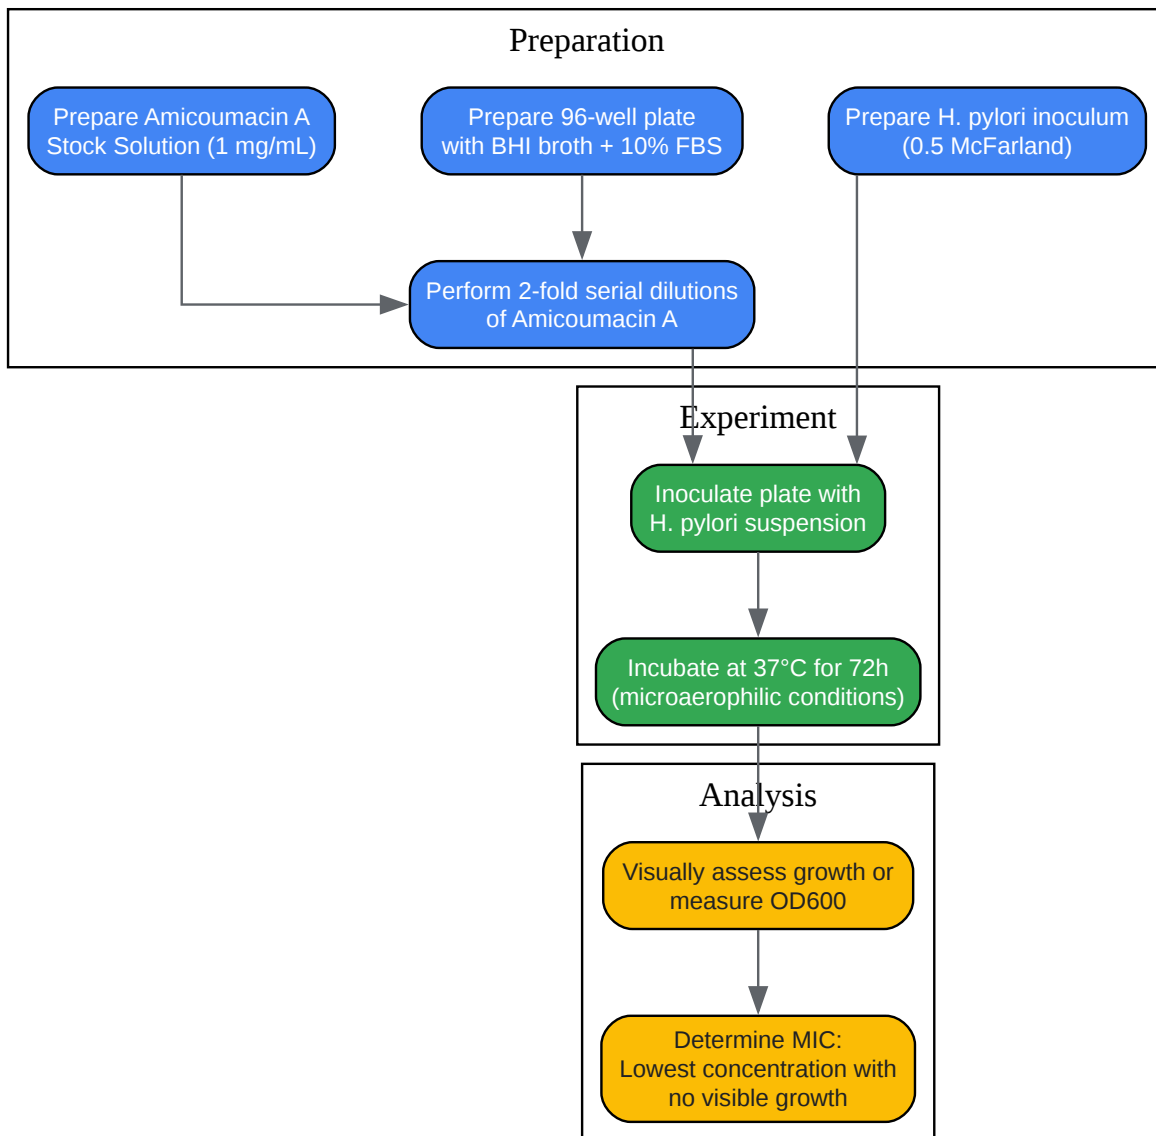 Preparation
Prepare Amicoumacin A
Stock Solution (1 mg/mL)
Prepare 96-well plate
with BHI broth + 10% FBS
Prepare H. pylori inoculum
(0.5 McFarland)
Perform 2-fold serial dilutions
of Amicoumacin A
Experiment
Inoculate plate with
H. pylori suspension
Incubate at 37°C for 72h
(microaerophilic conditions)
Analysis
Visually assess growth or
measure OD600
Determine MIC:
Lowest concentration with
no visible growth